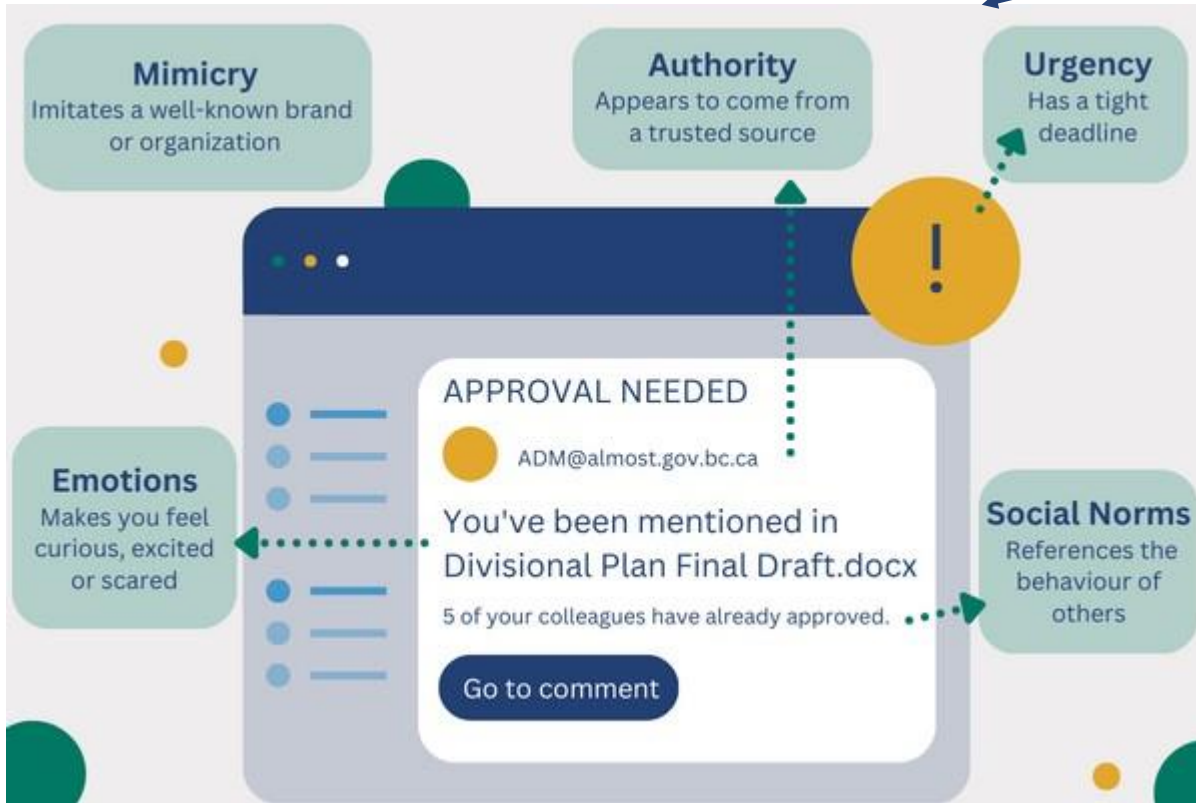 Mimicry
Imitates a well-known brand
or organization
Authority
Appears to come from
a trusted source
Urgency
Has a tight
deadline
!
APPROVAL NEEDED
ADM@almost.gov.bc.ca
You've been mentioned in
Divisional Plan Final Draft.docx
5 of your colleagues have already approved.
Go to comment
Emotions
Makes you feel
curious, excited
or scared
Social Norms
References the
behaviour of
others